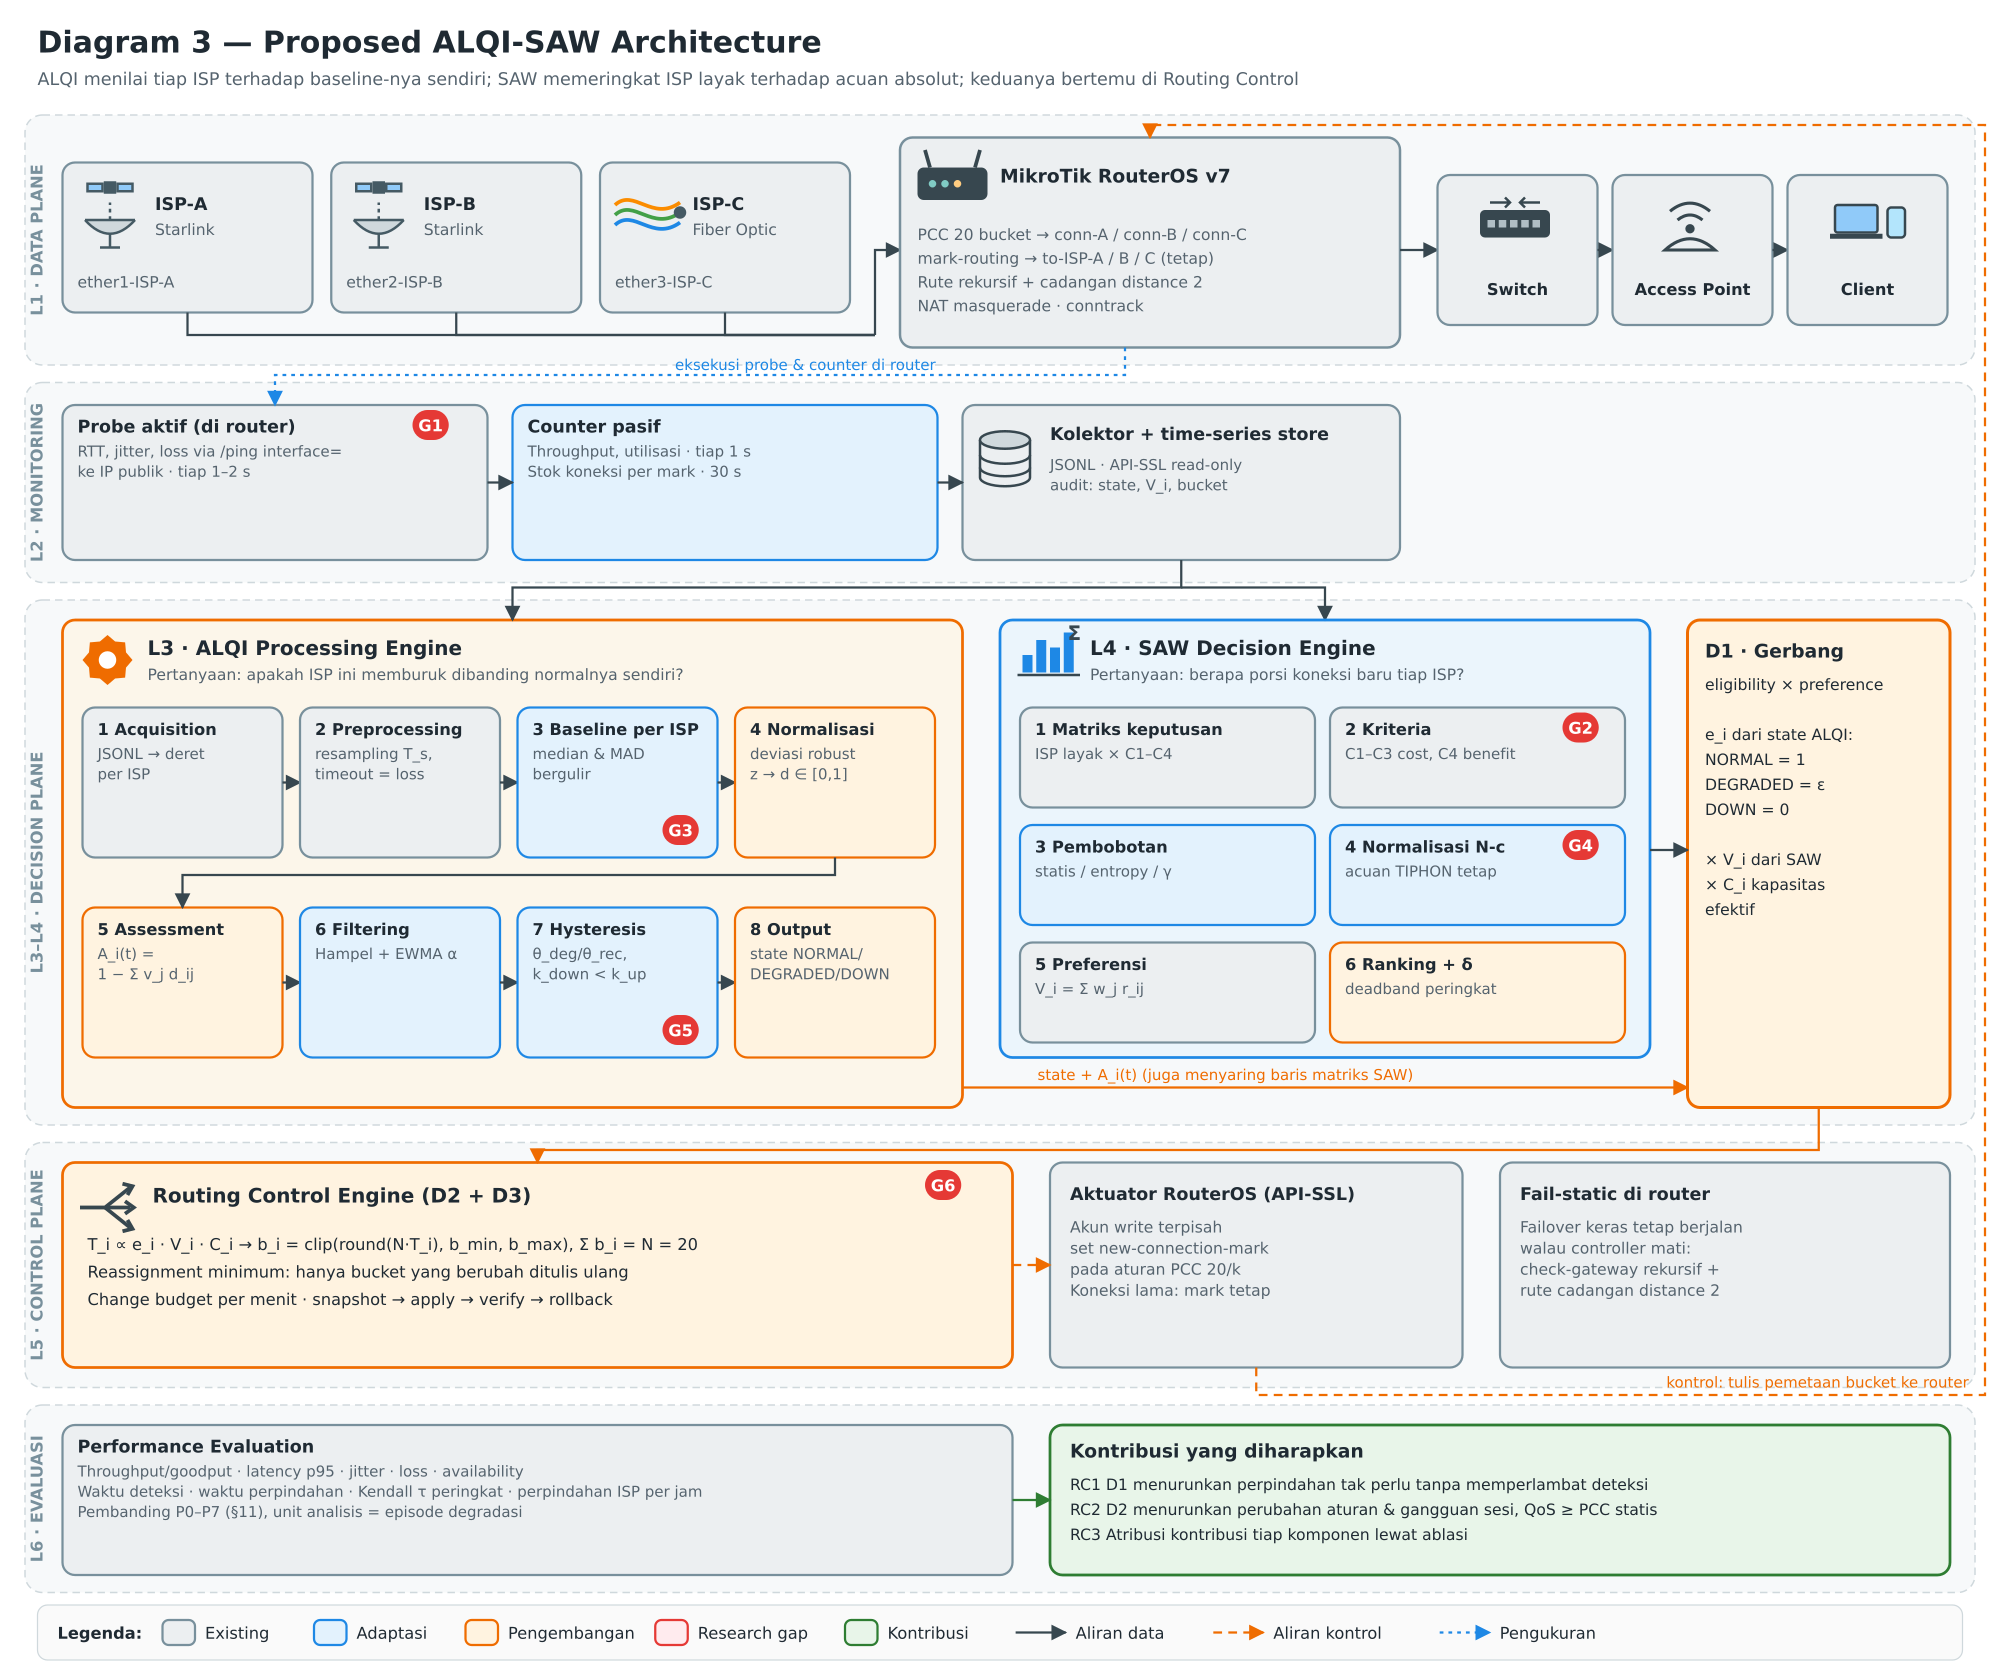 Diagram 3 — Proposed ALQI-SAW Architecture
ALQI menilai tiap ISP terhadap baseline-nya sendiri; SAW memeringkat ISP layak terhadap acuan absolut; keduanya bertemu di Routing Control
L1 · DATA PLANE
ISP-A
Starlink
ether1-ISP-A
ISP-B
Starlink
ether2-ISP-B
ISP-C
Fiber Optic
ether3-ISP-C
MikroTik RouterOS v7
PCC 20 bucket → conn-A / conn-B / conn-C
mark-routing → to-ISP-A / B / C (tetap)
Rute rekursif + cadangan distance 2
NAT masquerade · conntrack
Switch
Access Point
Client
eksekusi probe & counter di router
L2 · MONITORING
Probe aktif (di router)
G1
RTT, jitter, loss via /ping interface=
ke IP publik · tiap 1–2 s
Counter pasif
Throughput, utilisasi · tiap 1 s
Stok koneksi per mark · 30 s
Kolektor + time-series store
JSONL · API-SSL read-only
audit: state, V_i, bucket
L3–L4 · DECISION PLANE
L3 · ALQI Processing Engine
Pertanyaan: apakah ISP ini memburuk dibanding normalnya sendiri?
1 Acquisition
JSONL → deret
per ISP
2 Preprocessing
resampling T_s,
timeout = loss
3 Baseline per ISP
median & MAD
bergulir
G3
4 Normalisasi
deviasi robust
z → d ∈ [0,1]
5 Assessment
A_i(t) =
1 − Σ v_j d_ij
6 Filtering
Hampel + EWMA α
7 Hysteresis
θ_deg/θ_rec,
k_down < k_up
G5
8 Output
state NORMAL/
DEGRADED/DOWN
Σ
L4 · SAW Decision Engine
Pertanyaan: berapa porsi koneksi baru tiap ISP?
1 Matriks keputusan
ISP layak × C1–C4
2 Kriteria
G2
C1–C3 cost, C4 benefit
3 Pembobotan
statis / entropy / γ
4 Normalisasi N-c
G4
acuan TIPHON tetap
5 Preferensi
V_i = Σ w_j r_ij
6 Ranking + δ
deadband peringkat
state + A_i(t) (juga menyaring baris matriks SAW)
D1 · Gerbang
eligibility × preference
e_i dari state ALQI:
NORMAL = 1
DEGRADED = ε
DOWN = 0
× V_i dari SAW
× C_i kapasitas
efektif
L5 · CONTROL PLANE
Routing Control Engine (D2 + D3)
G6
T_i ∝ e_i · V_i · C_i → b_i = clip(round(N·T_i), b_min, b_max), Σ b_i = N = 20
Reassignment minimum: hanya bucket yang berubah ditulis ulang
Change budget per menit · snapshot → apply → verify → rollback
Aktuator RouterOS (API-SSL)
Akun write terpisah
set new-connection-mark
pada aturan PCC 20/k
Koneksi lama: mark tetap
Fail-static di router
Failover keras tetap berjalan
walau controller mati:
check-gateway rekursif +
rute cadangan distance 2
kontrol: tulis pemetaan bucket ke router
L6 · EVALUASI
Performance Evaluation
Throughput/goodput · latency p95 · jitter · loss · availability
Waktu deteksi · waktu perpindahan · Kendall τ peringkat · perpindahan ISP per jam
Pembanding P0–P7 (§11), unit analisis = episode degradasi
Kontribusi yang diharapkan
RC1 D1 menurunkan perpindahan tak perlu tanpa memperlambat deteksi
RC2 D2 menurunkan perubahan aturan & gangguan sesi, QoS ≥ PCC statis
RC3 Atribusi kontribusi tiap komponen lewat ablasi
Legenda:
Existing
Adaptasi
Pengembangan
Research gap
Kontribusi
Aliran data
Aliran kontrol
Pengukuran